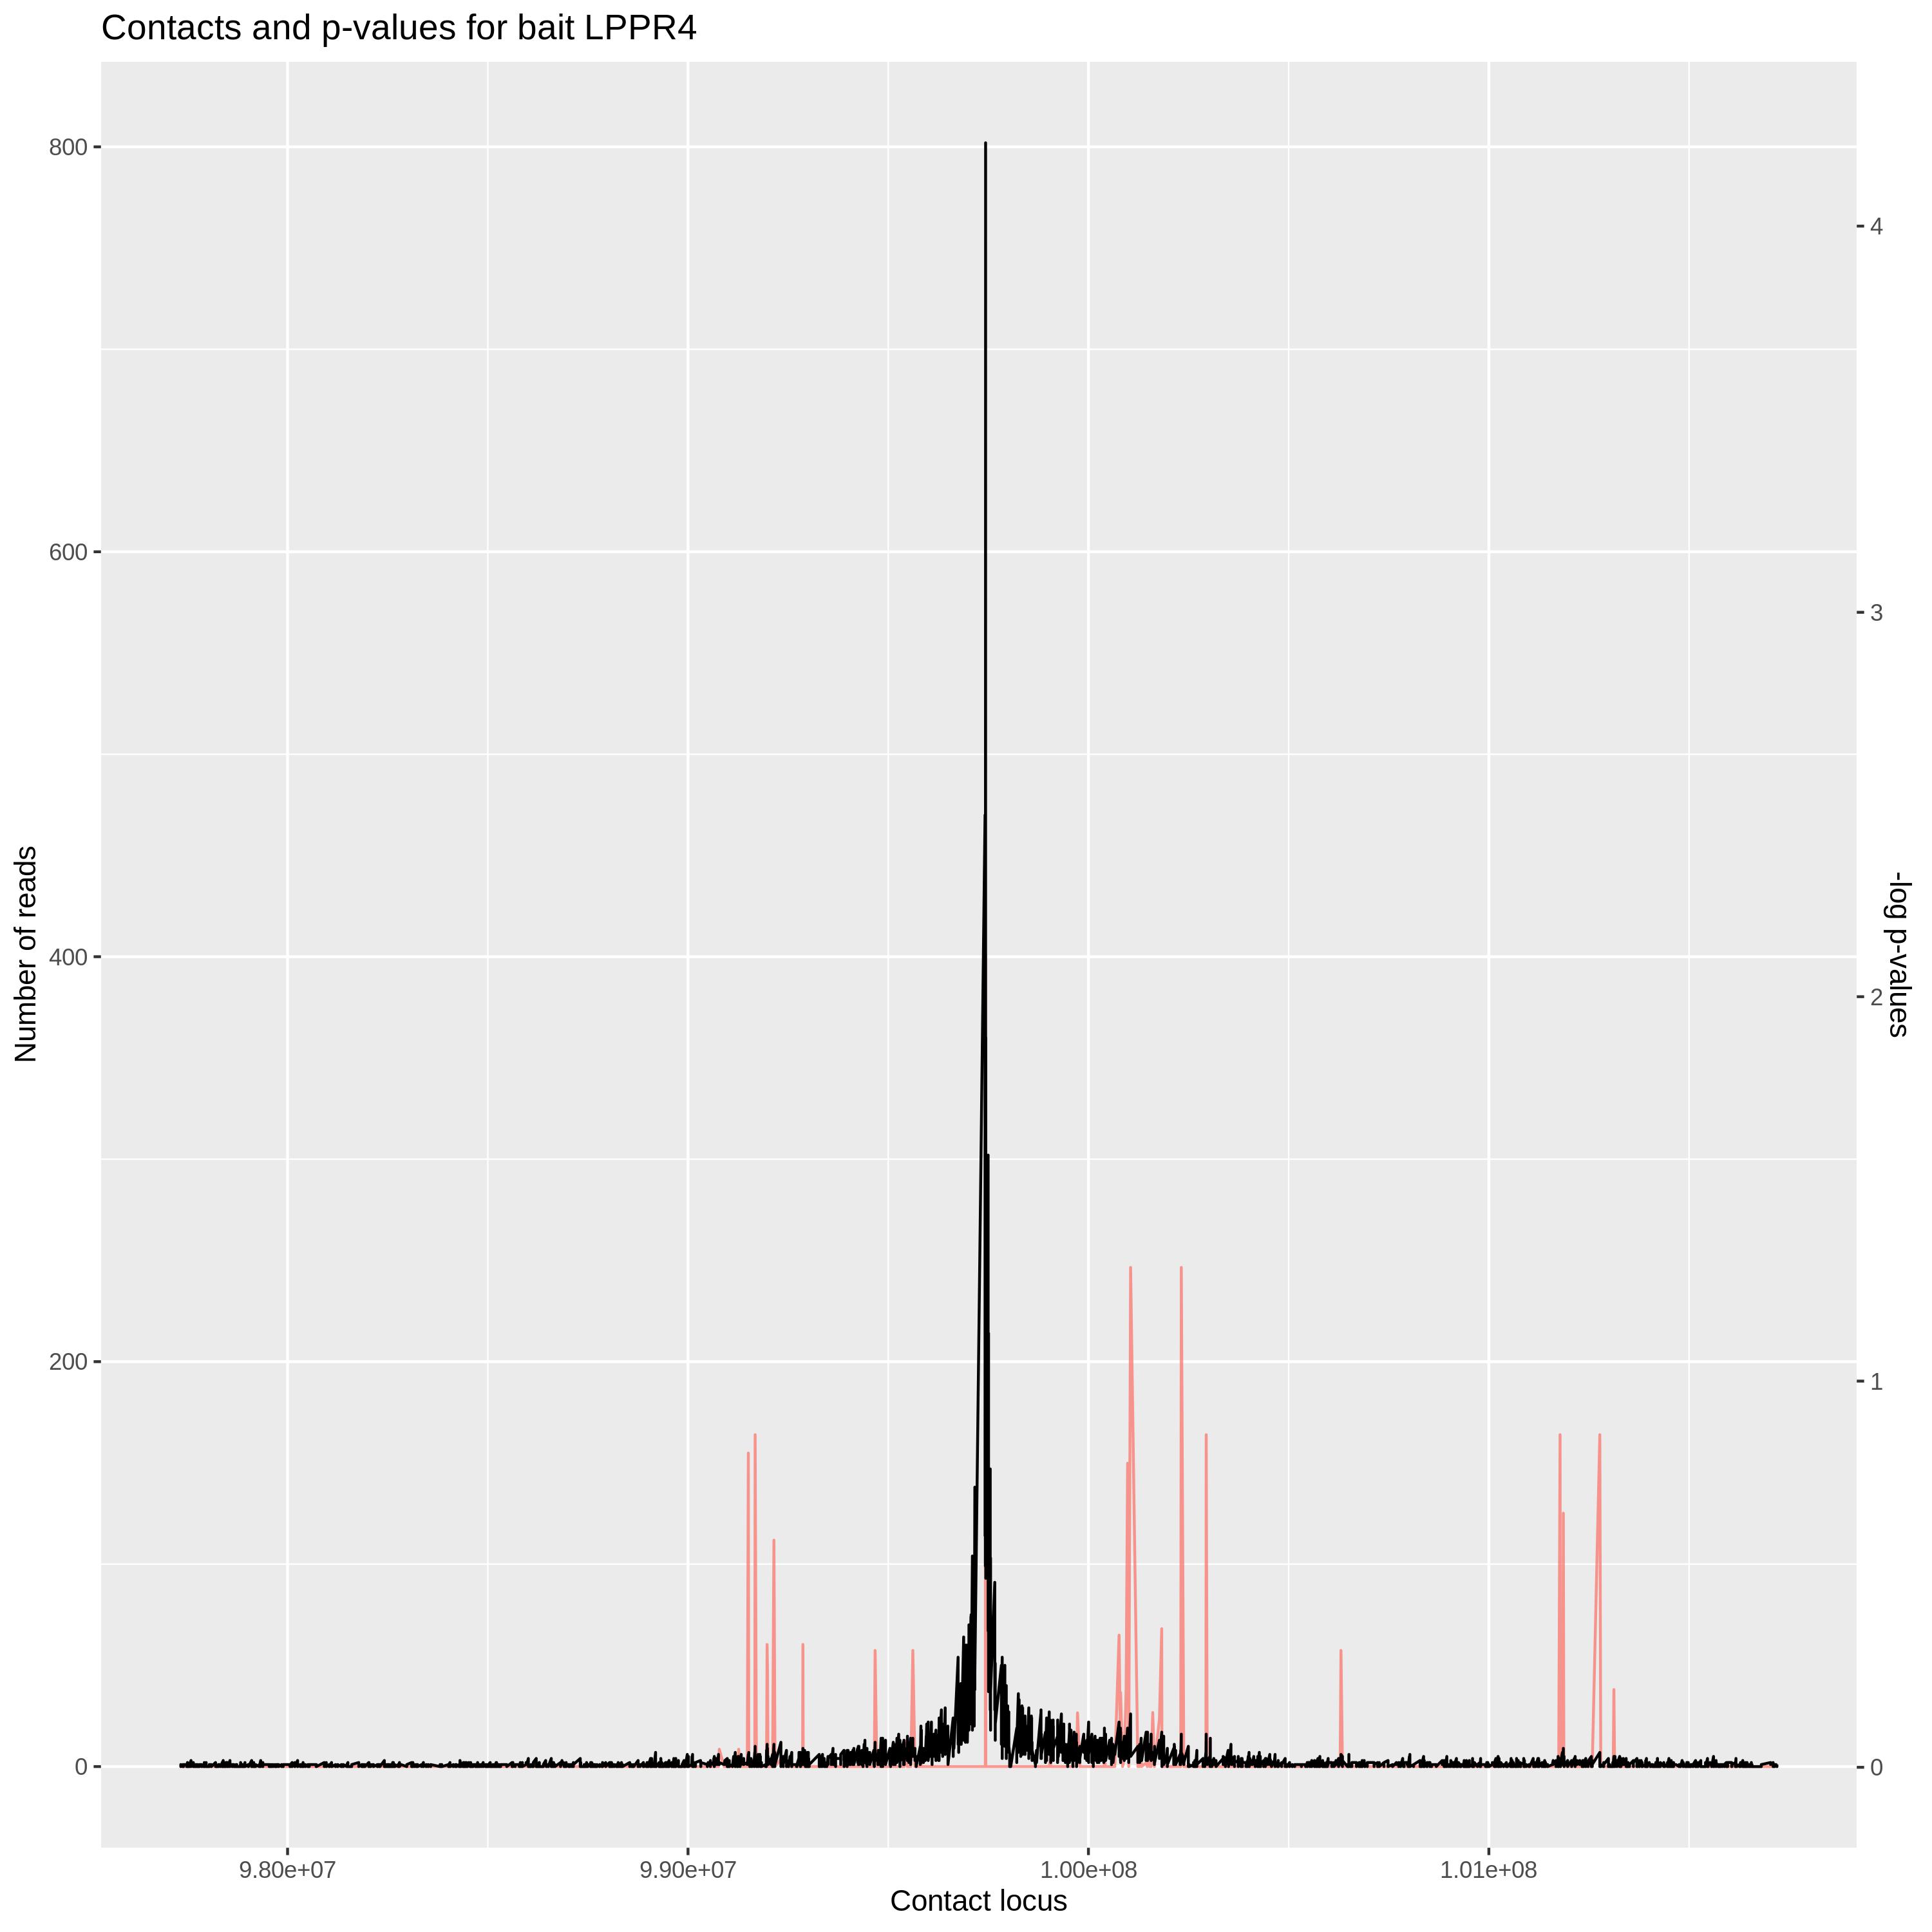 Contacts and p-values for bait LPPR4
800
600
400
200
0
Number of reads
4
3
2
1
0
-log p-values
9.80e+07
9.90e+07
1.00e+08
1.01e+08
Contact locus